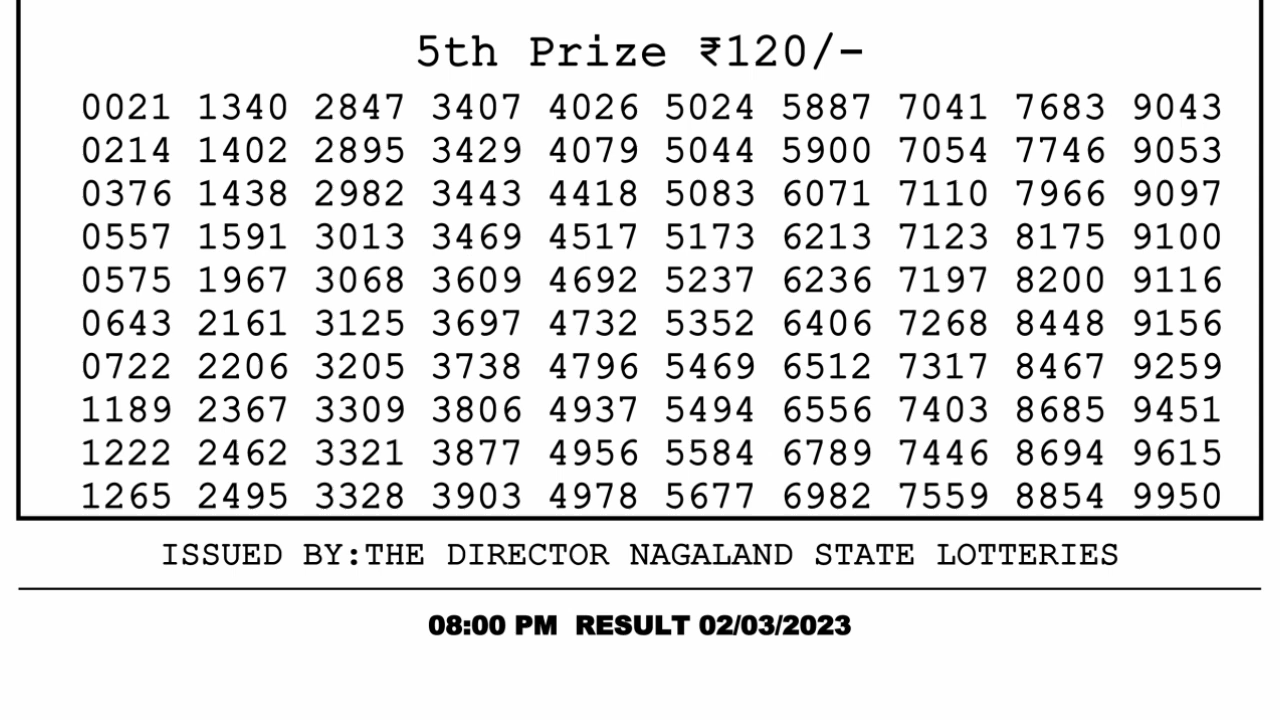 5th Prize ₹120/-
0021 1340 2847 3407 4026 5024 5887 7041 7683 9043
0214 1402 2895 3429 4079 5044 5900 7054 7746 9053
0376 1438 2982 3443 4418 5083 6071 7110 7966 9097
0557 1591 3013 3469 4517 5173 6213 7123 8175 9100
0575 1967 3068 3609 4692 5237 6236 7197 8200 9116
0643 2161 3125 3697 4732 5352 6406 7268 8448 9156
0722 2206 3205 3738 4796 5469 6512 7317 8467 9259
1189 2367 3309 3806 4937 5494 6556 7403 8685 9451
1222 2462 3321 3877 4956 5584 6789 7446 8694 9615
1265 2495 3328 3903 4978 5677 6982 7559 8854 9950
ISSUED BY:THE DIRECTOR NAGALAND STATE LOTTERIES
08:00 PM RESULT 02/03/2023